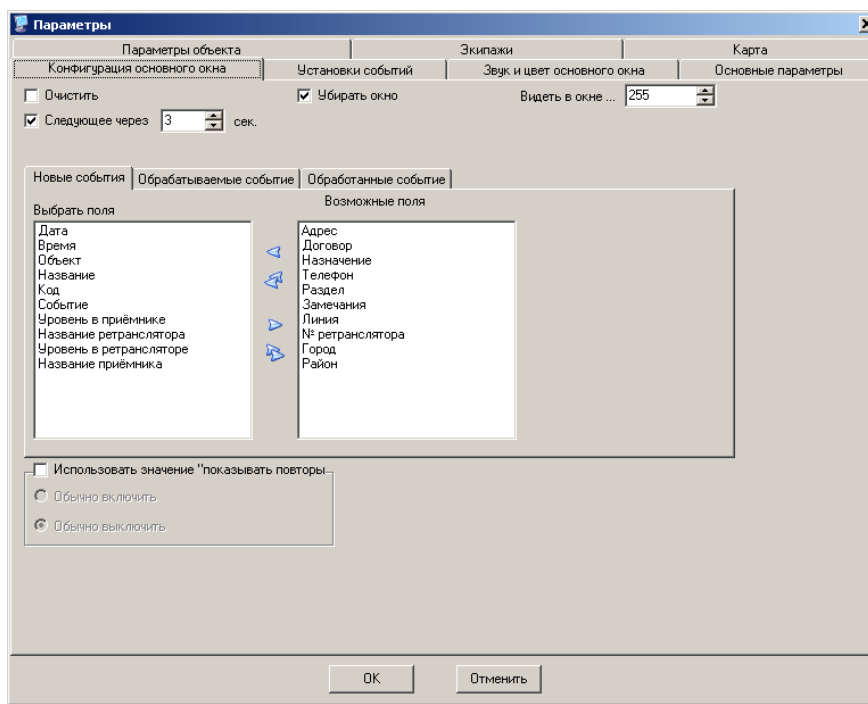 Параметры
Параметры объекта Экипажи Карта
Конфигурация основного окна Установки событий Звук и цвет основного окна Основные параметры
Очистить Убирать окно Видеть в окне ... 255
Следующее через 3 сек.
Новые события Обрабатываемые событие Обработанные событие
Выбрать поля Возможные поля
Дата
Время
Объект
Название
Код
Событие
Уровень в приёмнике
Название ретранслятора
Уровень в ретрансляторе
Название приёмника
Адрес
Договор
Назначение
Телефон
Раздел
Замечания
Линия
№ ретранслятора
Город
Район
Использовать значение "показывать повторы
Обычно включить
Обычно выключить
OK Отменить